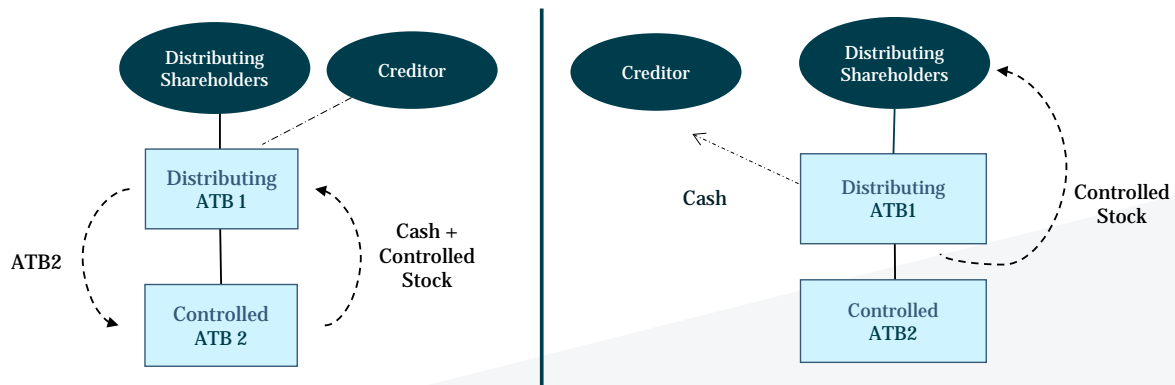 Distributing
Shareholders
Creditor
Distributing
ATB 1
ATB2
Cash +
Controlled
Stock
Controlled
ATB 2
Creditor
Distributing
Shareholders
Cash
Distributing
ATB1
Controlled
Stock
Controlled
ATB2